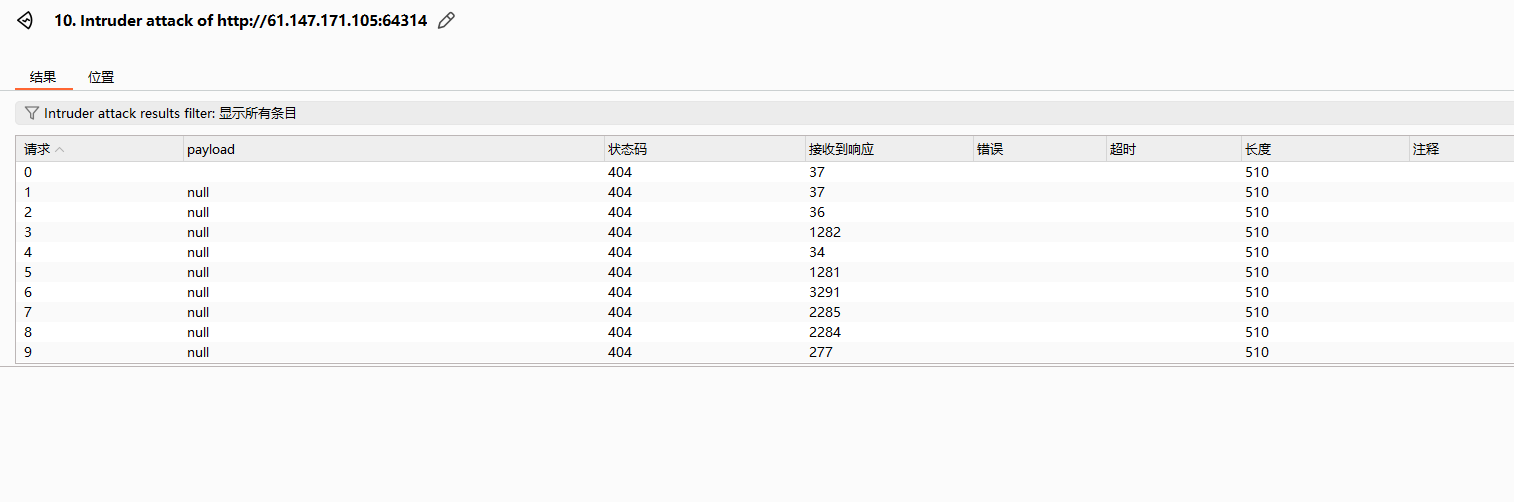 10. Intruder attack of http://61.147.171.105:64314
结果 位置
Intruder attack results filter: 显示所有条目
请求 payload 状态码 接收到响应 错误 超时 长度 注释
0 404 37 510
1 null 404 37 510
2 null 404 36 510
3 null 404 1282 510
4 null 404 34 510
5 null 404 1281 510
6 null 404 3291 510
7 null 404 2285 510
8 null 404 2284 510
9 null 404 277 510